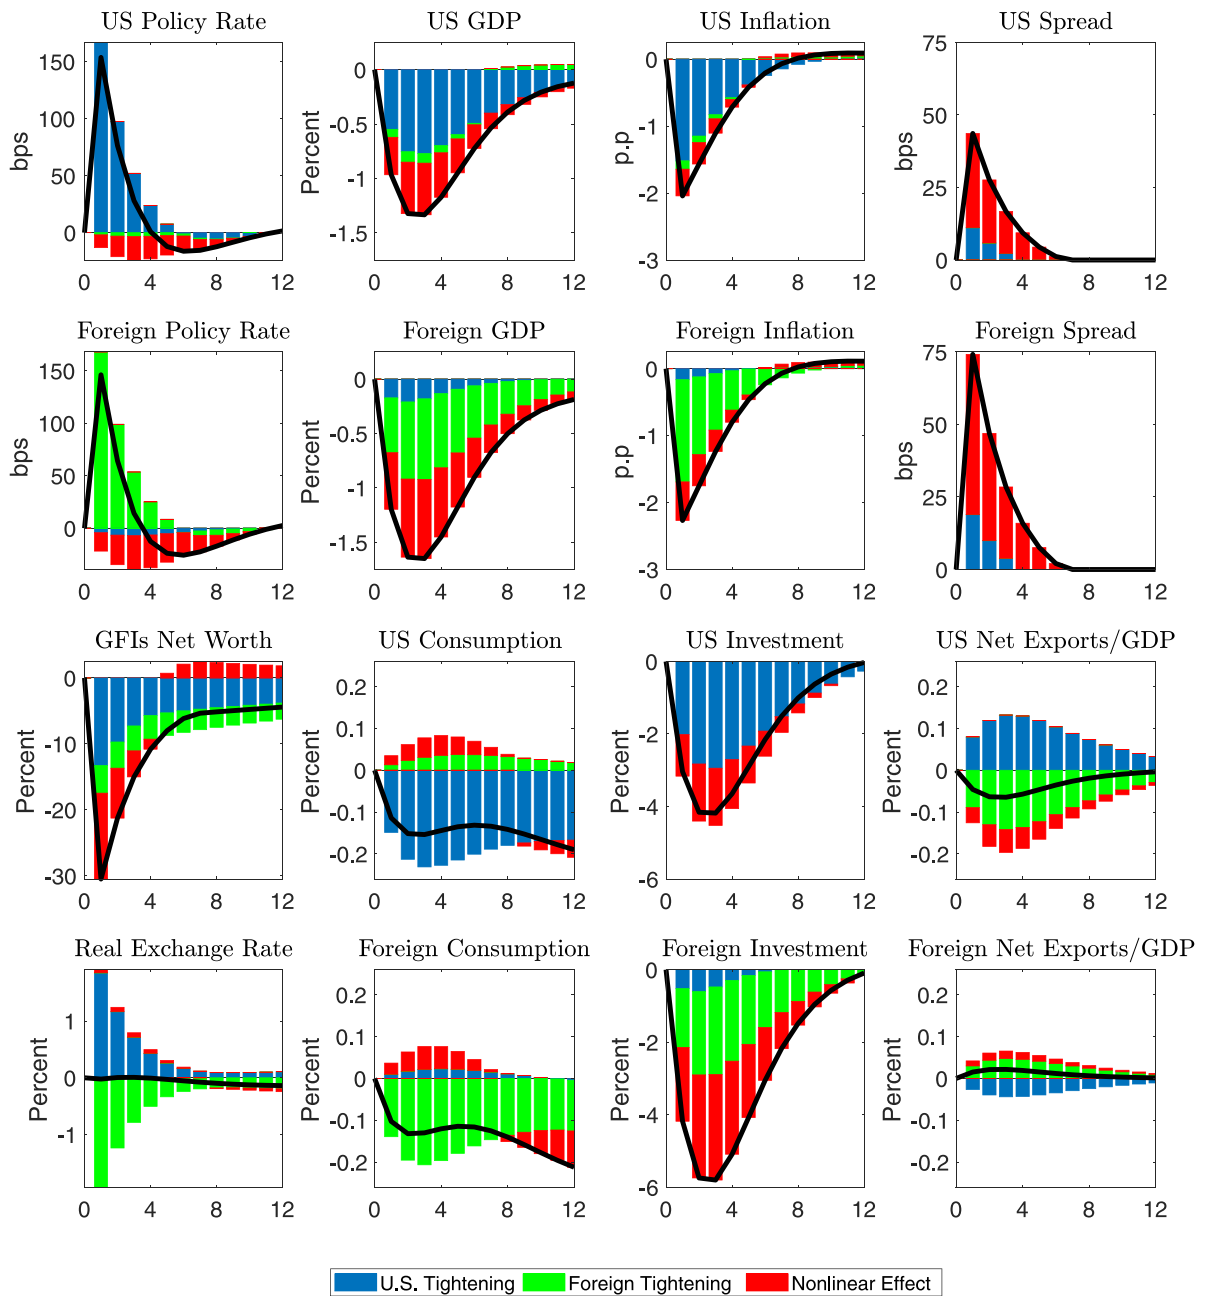 US Policy Rate
US GDP
US Inflation
US Spread
150
100
50
0
bps
0
-0.5
-1
-1.5
Percent
0
-1
-2
-3
p.p
75
50
25
0
bps
0 4 8 12
0 4 8 12
0 4 8 12
0 4 8 12
Foreign Policy Rate
Foreign GDP
Foreign Inflation
Foreign Spread
150
100
50
0
bps
0
-0.5
-1
-1.5
Percent
0
-1
-2
-3
p.p
75
50
25
0
bps
0 4 8 12
0 4 8 12
0 4 8 12
0 4 8 12
GFIs Net Worth
US Consumption
US Investment
US Net Exports/GDP
0
-10
-20
-30
Percent
0.2
0.1
0
-0.1
-0.2
Percent
0
-2
-4
-6
Percent
0.2
0.1
0
-0.1
-0.2
Percent
0 4 8 12
0 4 8 12
0 4 8 12
0 4 8 12
Real Exchange Rate
Foreign Consumption
Foreign Investment
Foreign Net Exports/GDP
1
0
-1
Percent
0.2
0.1
0
-0.1
-0.2
Percent
0
-2
-4
-6
Percent
0.2
0.1
0
-0.1
-0.2
Percent
0 4 8 12
0 4 8 12
0 4 8 12
0 4 8 12
U.S. Tightening
Foreign Tightening
Nonlinear Effect